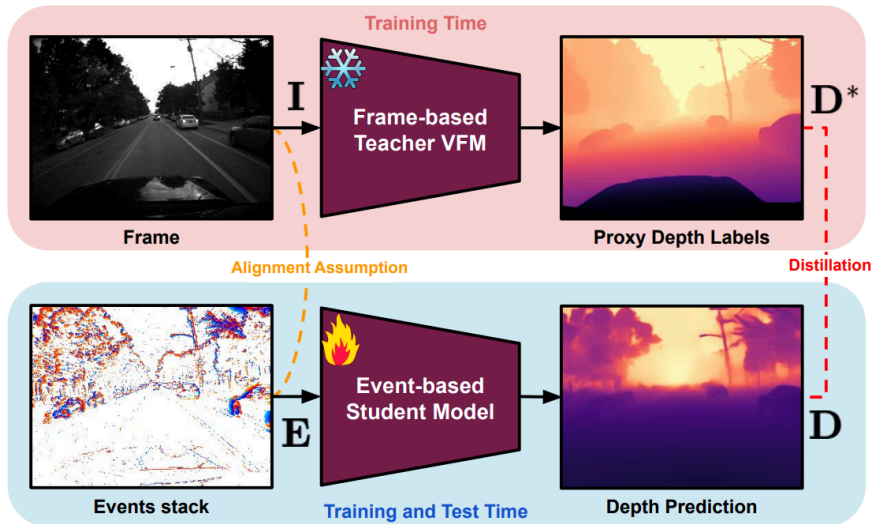 Training Time
I
Frame-based
Teacher VFM
D*
Frame
Proxy Depth Labels
Alignment Assumption
Distillation
E
Event-based
Student Model
D
Events stack
Training and Test Time
Depth Prediction